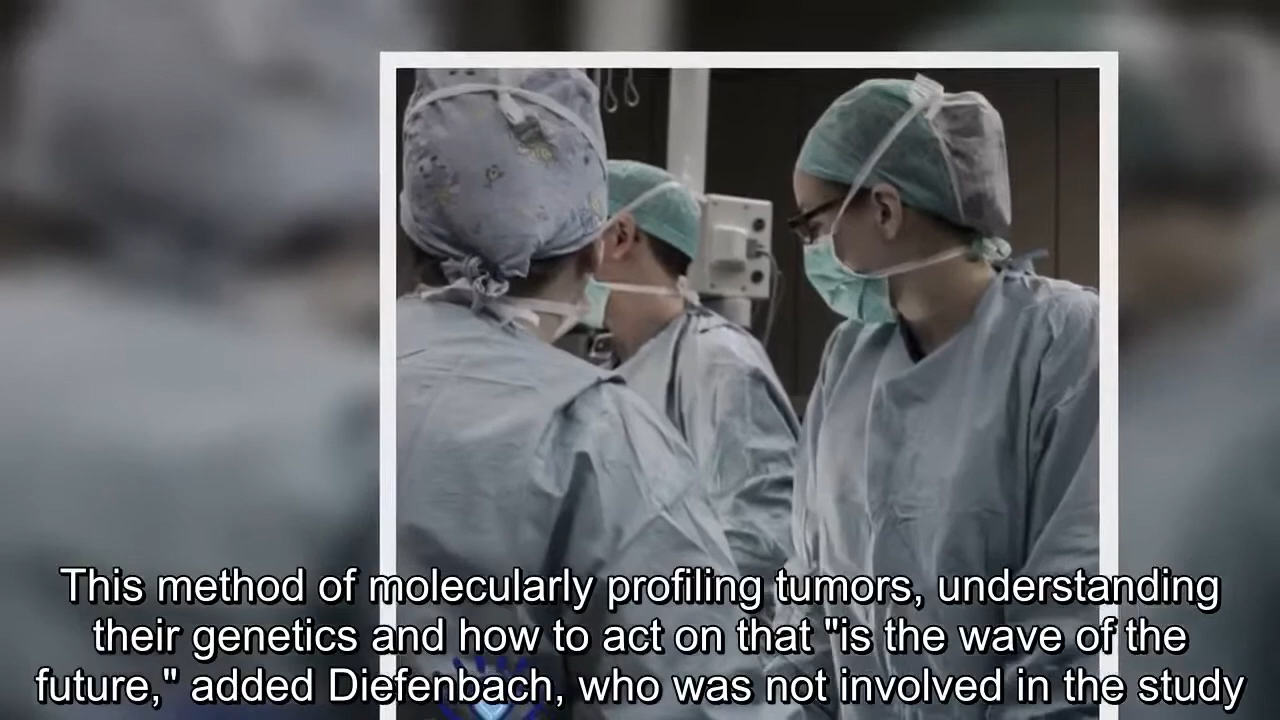 This method of molecularly profiling tumors, understanding
their genetics and how to act on that "is the wave of the
future," added Diefenbach, who was not involved in the study